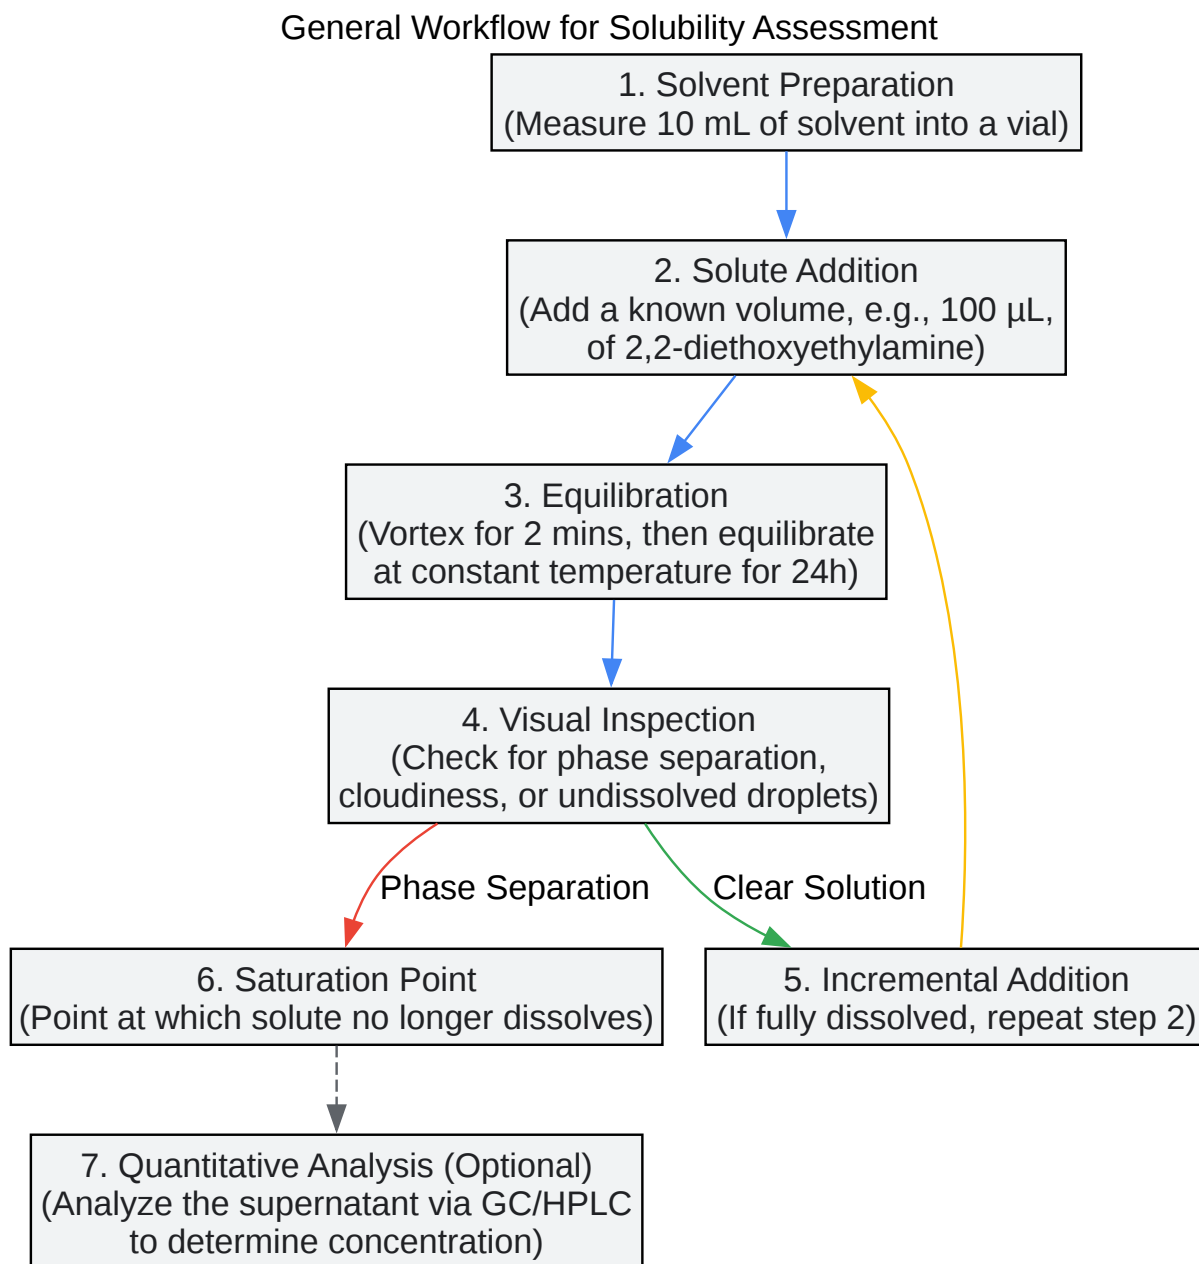 General Workflow for Solubility Assessment
1. Solvent Preparation
(Measure 10 mL of solvent into a vial)
2. Solute Addition
(Add a known volume, e.g., 100 µL,
of 2,2-diethoxyethylamine)
3. Equilibration
(Vortex for 2 mins, then equilibrate
at constant temperature for 24h)
4. Visual Inspection
(Check for phase separation,
cloudiness, or undissolved droplets)
Phase Separation
Clear Solution
6. Saturation Point
(Point at which solute no longer dissolves)
5. Incremental Addition
(If fully dissolved, repeat step 2)
7. Quantitative Analysis (Optional)
(Analyze the supernatant via GC/HPLC
to determine concentration)